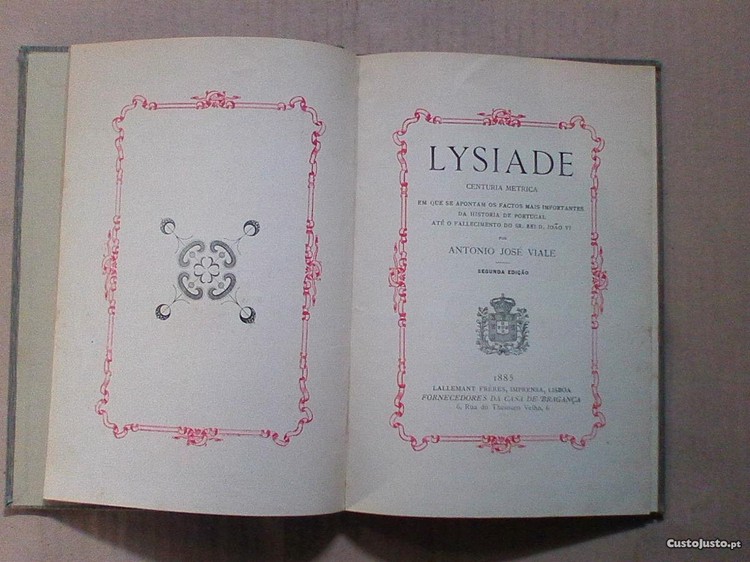 LYSIADE
CENTURIA METRICA
EM QUE SE APONTAM OS FACTOS MAIS IMPORTANTES
DA HISTORIA DE PORTUGAL
ATÉ O FALLECIMENTO DO SR. REI D. JOÃO VI
POR
ANTONIO JOSÉ VIALE
SEGUNDA EDIÇÃO
1885
LALLEMANT FRÈRES, IMPRENSA, LISBOA
FORNECEDORES DA CASA DE BRAGANÇA
6, Rua do Thesouro Velho, 6
CustoJusto.pt